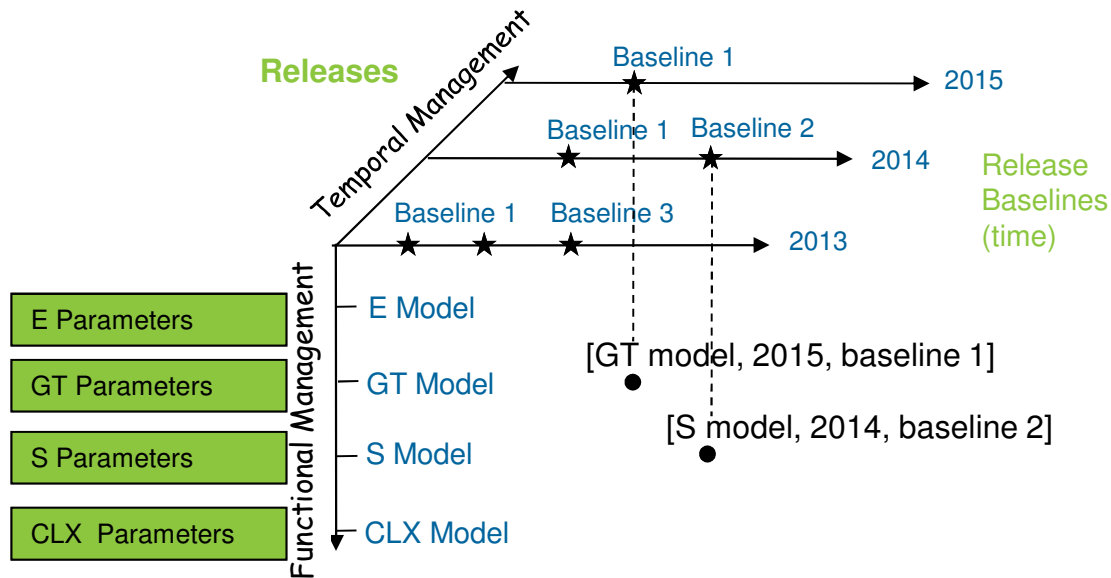 Releases
Temporal Management
Baseline 1
2015
Baseline 1
Baseline 2
2014
Release
Baselines
(time)
Baseline 1
Baseline 3
2013
Functional Management
E Parameters
E Model
GT Parameters
GT Model
[GT model, 2015, baseline 1]
S Parameters
S Model
[S model, 2014, baseline 2]
CLX  Parameters
CLX Model